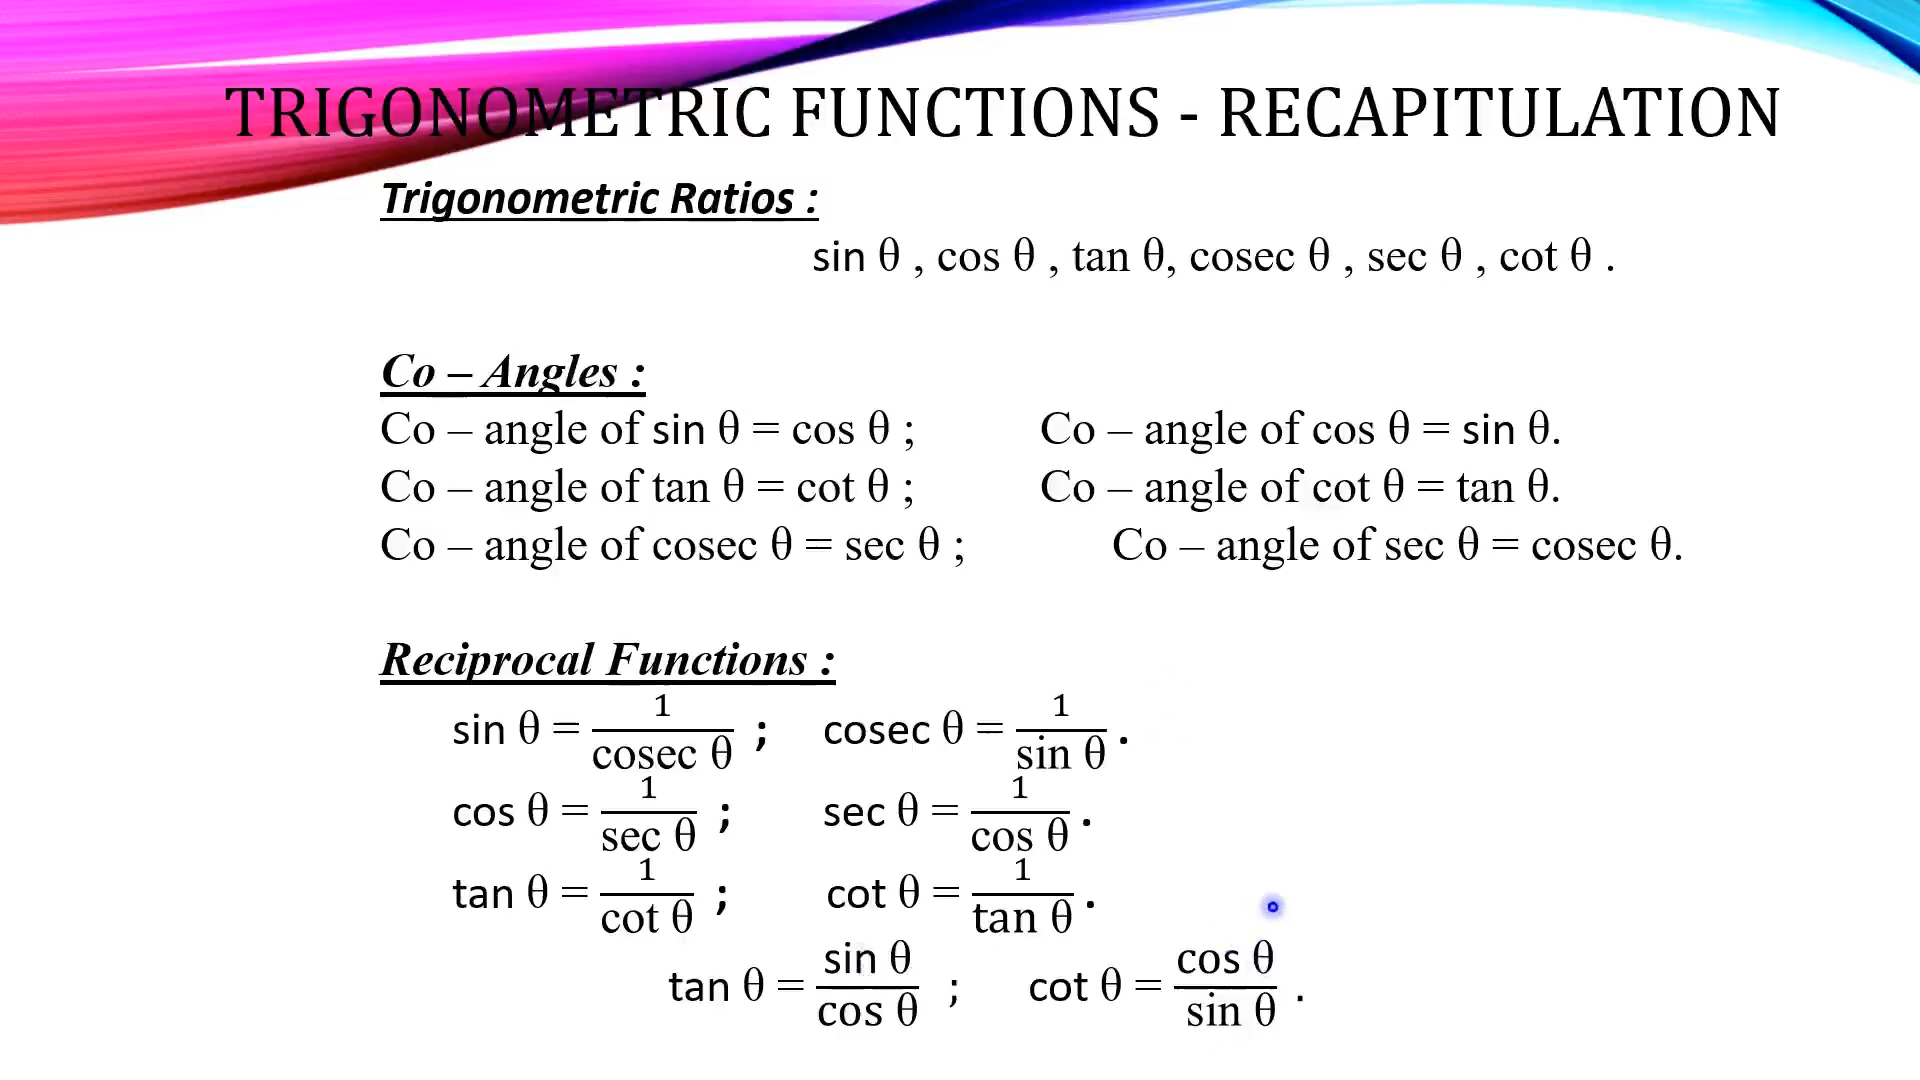 TRIGONOMETRIC FUNCTIONS - RECAPITULATION
Trigonometric Ratios :
sin θ , cos θ , tan θ, cosec θ , sec θ , cot θ .
Co – Angles :
Co – angle of sin θ = cos θ ; Co – angle of cos θ = sin θ.
Co – angle of tan θ = cot θ ; Co – angle of cot θ = tan θ.
Co – angle of cosec θ = sec θ ; Co – angle of sec θ = cosec θ.
Reciprocal Functions :
sin θ = 1/cosec θ ; cosec θ = 1/sin θ .
cos θ = 1/sec θ ; sec θ = 1/cos θ .
tan θ = 1/cot θ ; cot θ = 1/tan θ .
tan θ = sin θ/cos θ ; cot θ = cos θ/sin θ .